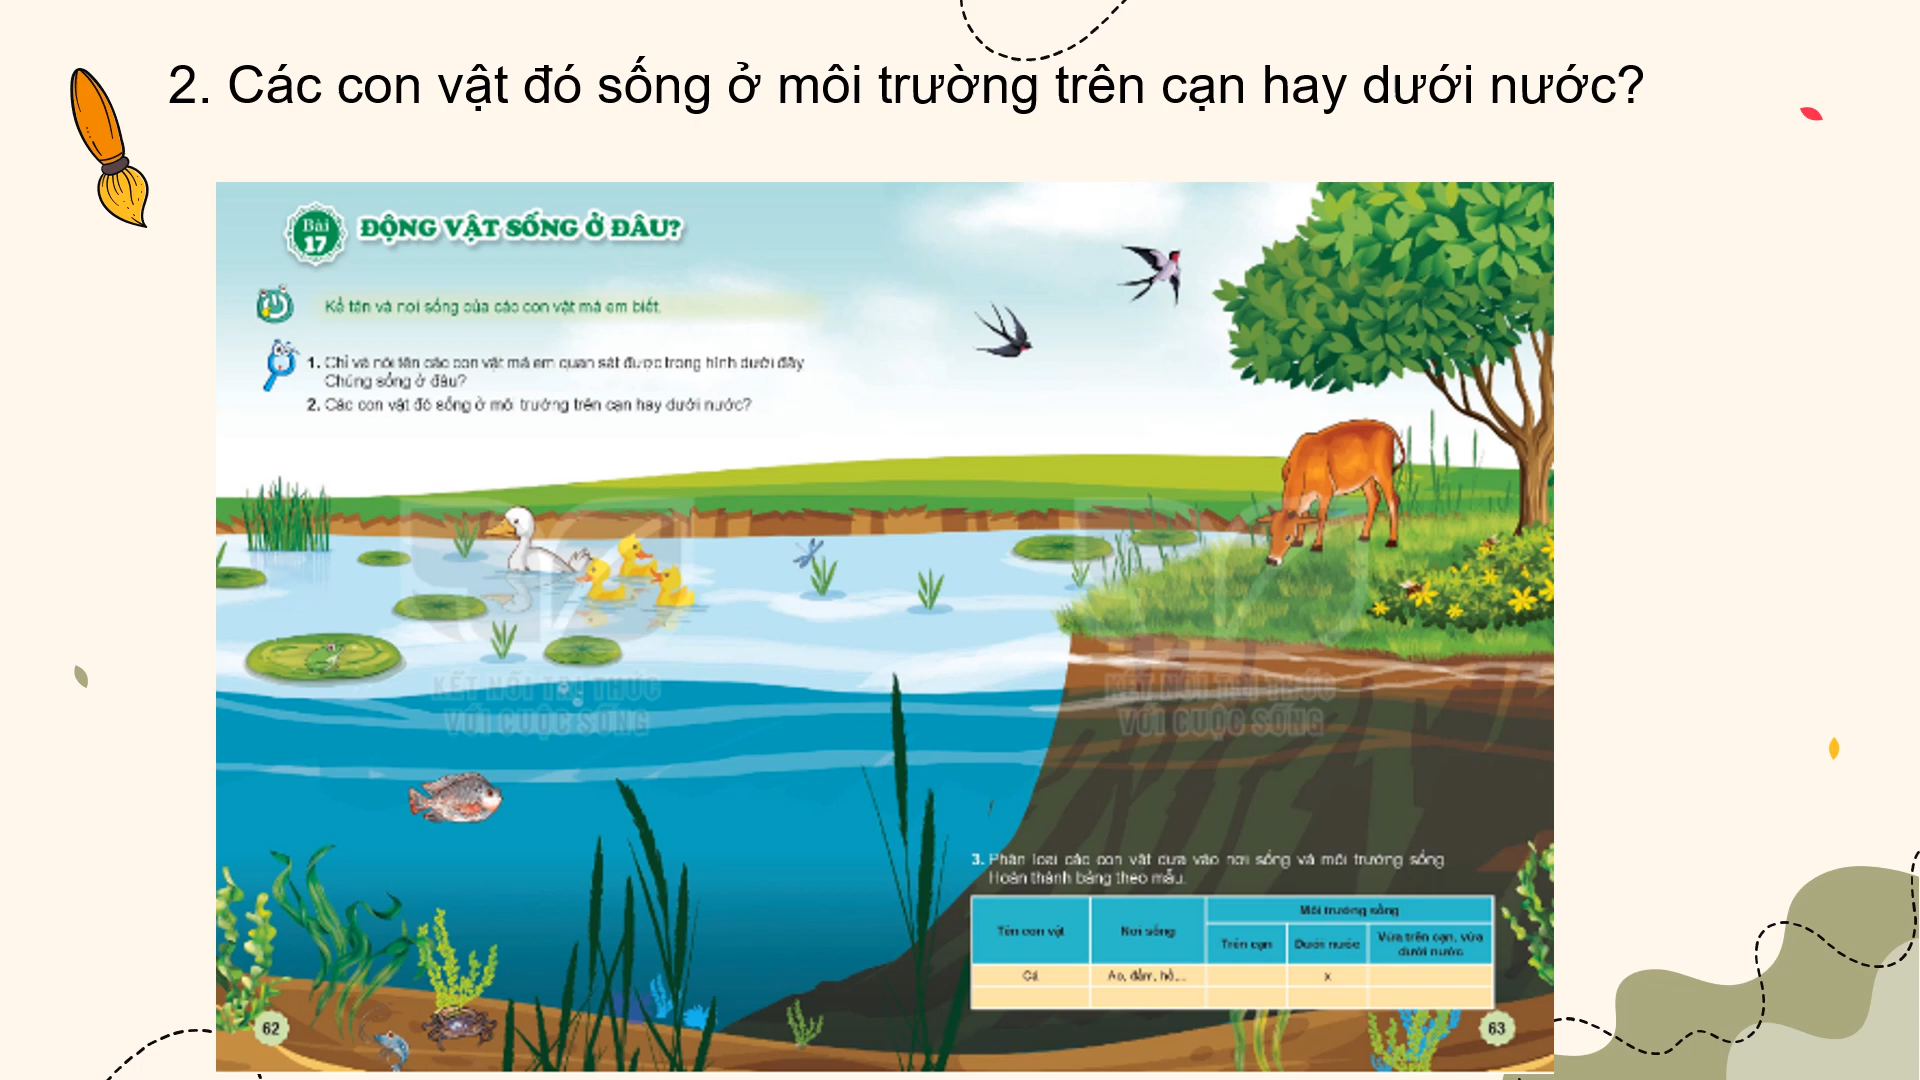 2. Các con vật đó sống ở môi trường trên cạn hay dưới nước?
Bài
17
ĐỘNG VẬT SỐNG Ở ĐÂU?
Kể tên và nơi sống của các con vật mà em biết.
1. Chỉ và nói tên các con vật mà em quan sát được trong hình dưới đây
Chúng sống ở đâu?
2. Các con vật đó sống ở môi trường trên cạn hay dưới nước?
KẾT NỐI TRI THỨC
VỚI CUỘC SỐNG
KẾT NỐI TRI THỨC
VỚI CUỘC SỐNG
3. Phân loại các con vật dựa vào nơi sống và môi trường sống
Hoàn thành bảng theo mẫu.
Tên con vật
Nơi sống
Môi trường sống
Trên cạn
Dưới nước
Vừa trên cạn, vừa
dưới nước
Cá
Ao, đầm, hồ...
x
62
63